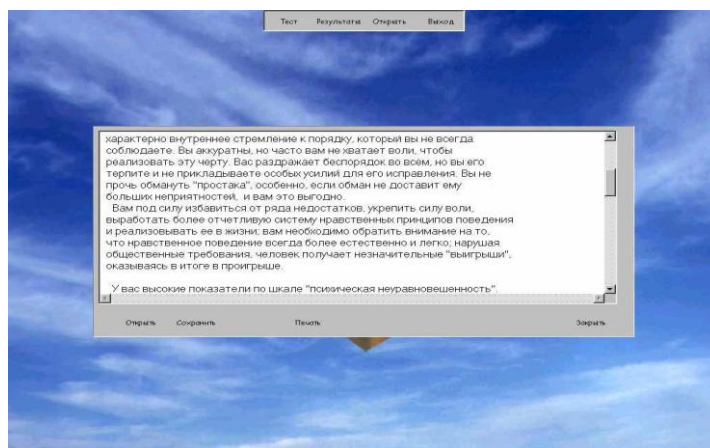 Тест Результаты Открыть Выход
характерно внутреннее стремление к порядку, который вы не всегда
соблюдаете. Вы аккуратны, но часто вам не хватает воли, чтобы
реализовать эту черту. Вас раздражает беспорядок во всем, но вы его
терпите и не прикладываете особых усилий для его исправления. Вы не
прочь обмануть "простака", особенно, если обман не доставит ему
больших неприятностей, и вам это выгодно.
Вам под силу избавиться от ряда недостатков, укрепить силу воли,
выработать более отчетливую систему нравственных принципов поведения
и реализовывать ее в жизни; вам необходимо обратить внимание на то,
что нравственное поведение всегда более естественно и легко; нарушая
общественные требования, человек получает незначительные "выигрыши",
оказываясь в итоге в проигрыше.
У вас высокие показатели по шкале "психическая неуравновешенность".
Открыть Сохранить Печать Закрыть